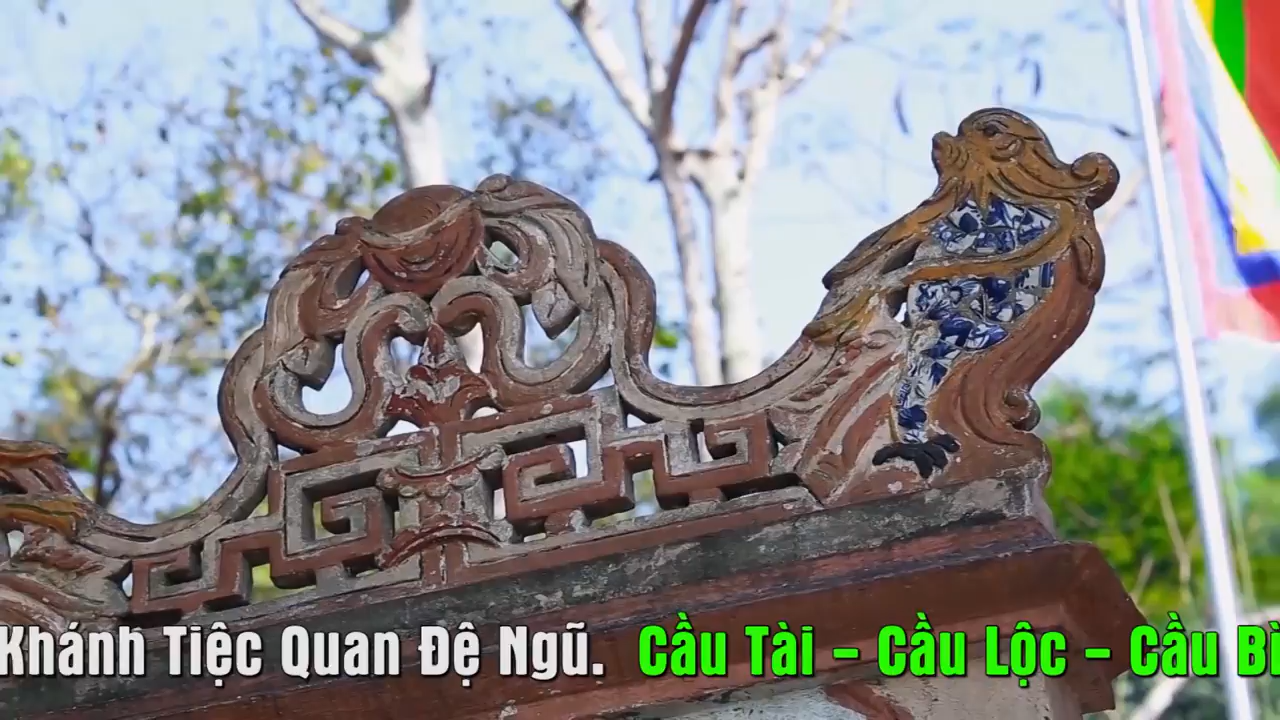 Khánh Tiệc Quan Đệ Ngũ. Cầu Tài – Cầu Lộc – Cầu